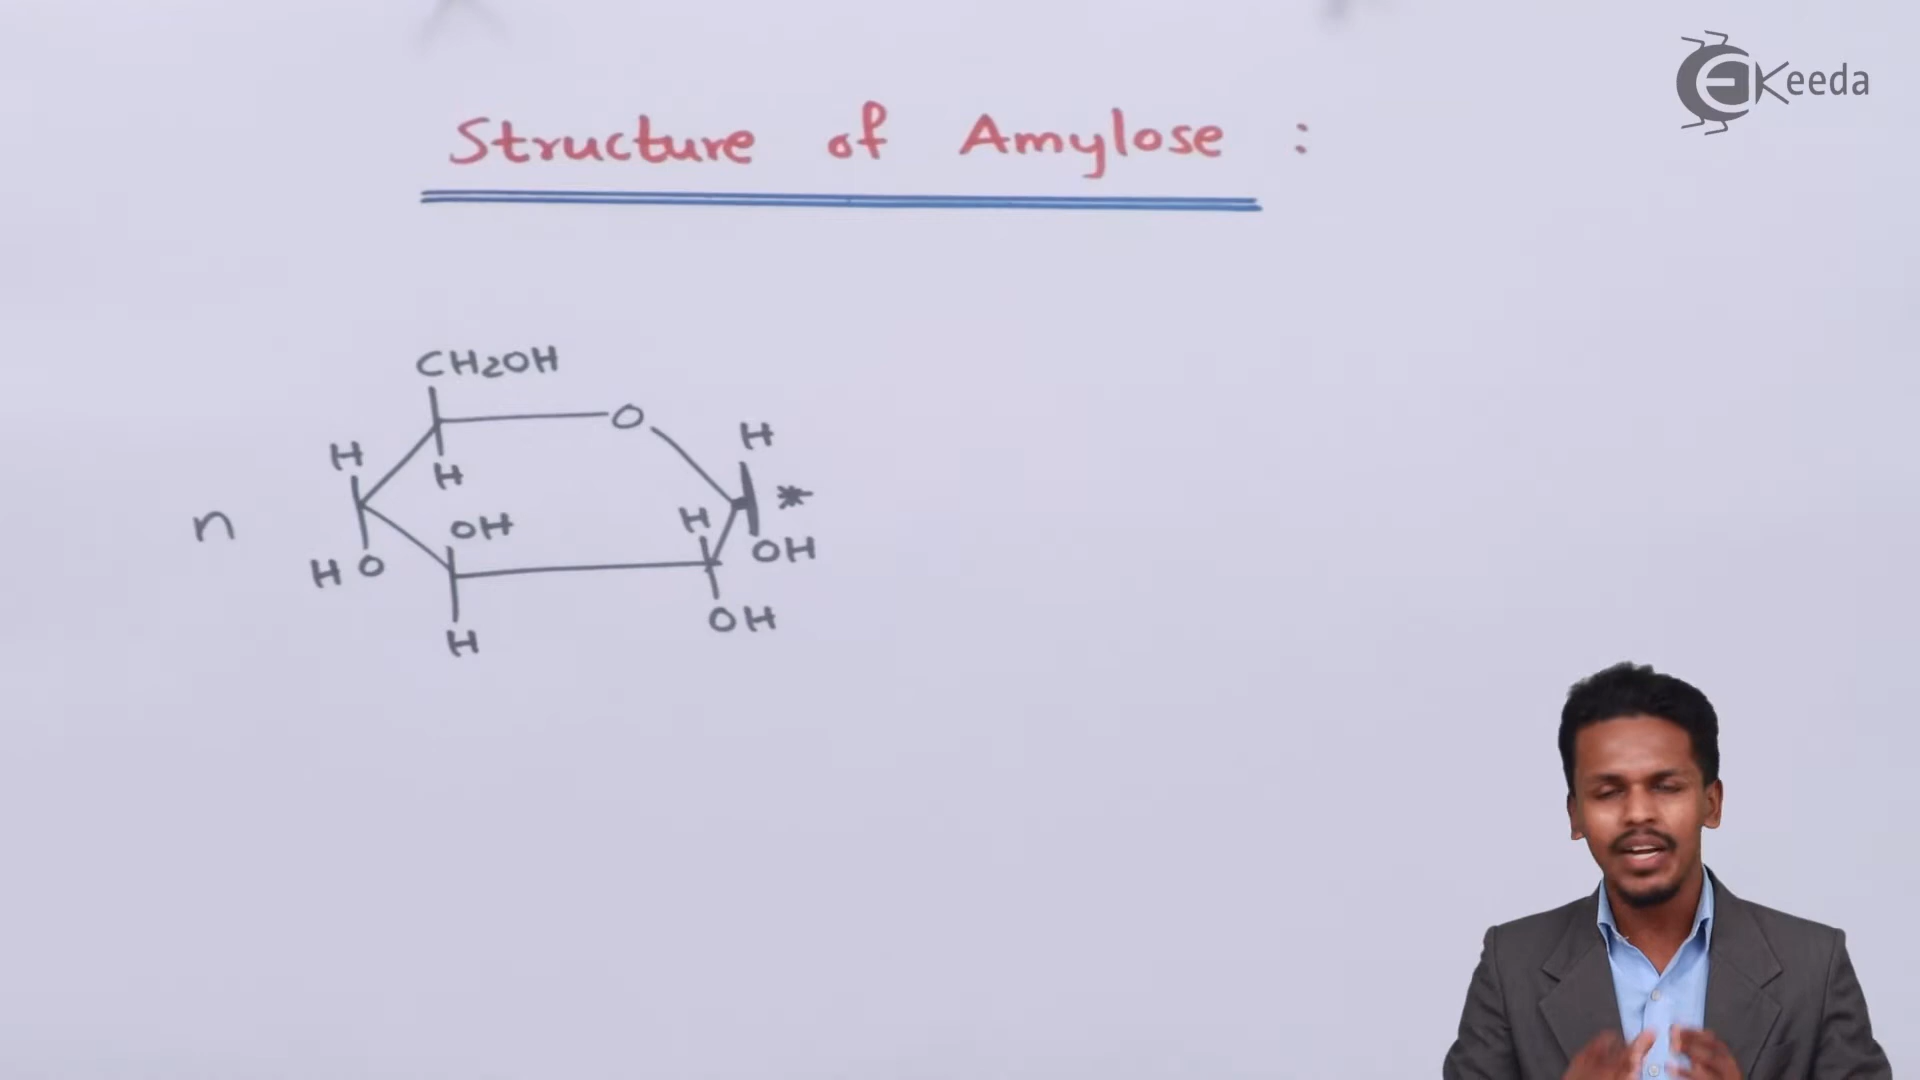 Keeda
Structure of Amylose :
CH2OH
O
H
H
H
*
n
OH
H
HO
OH
H
OH